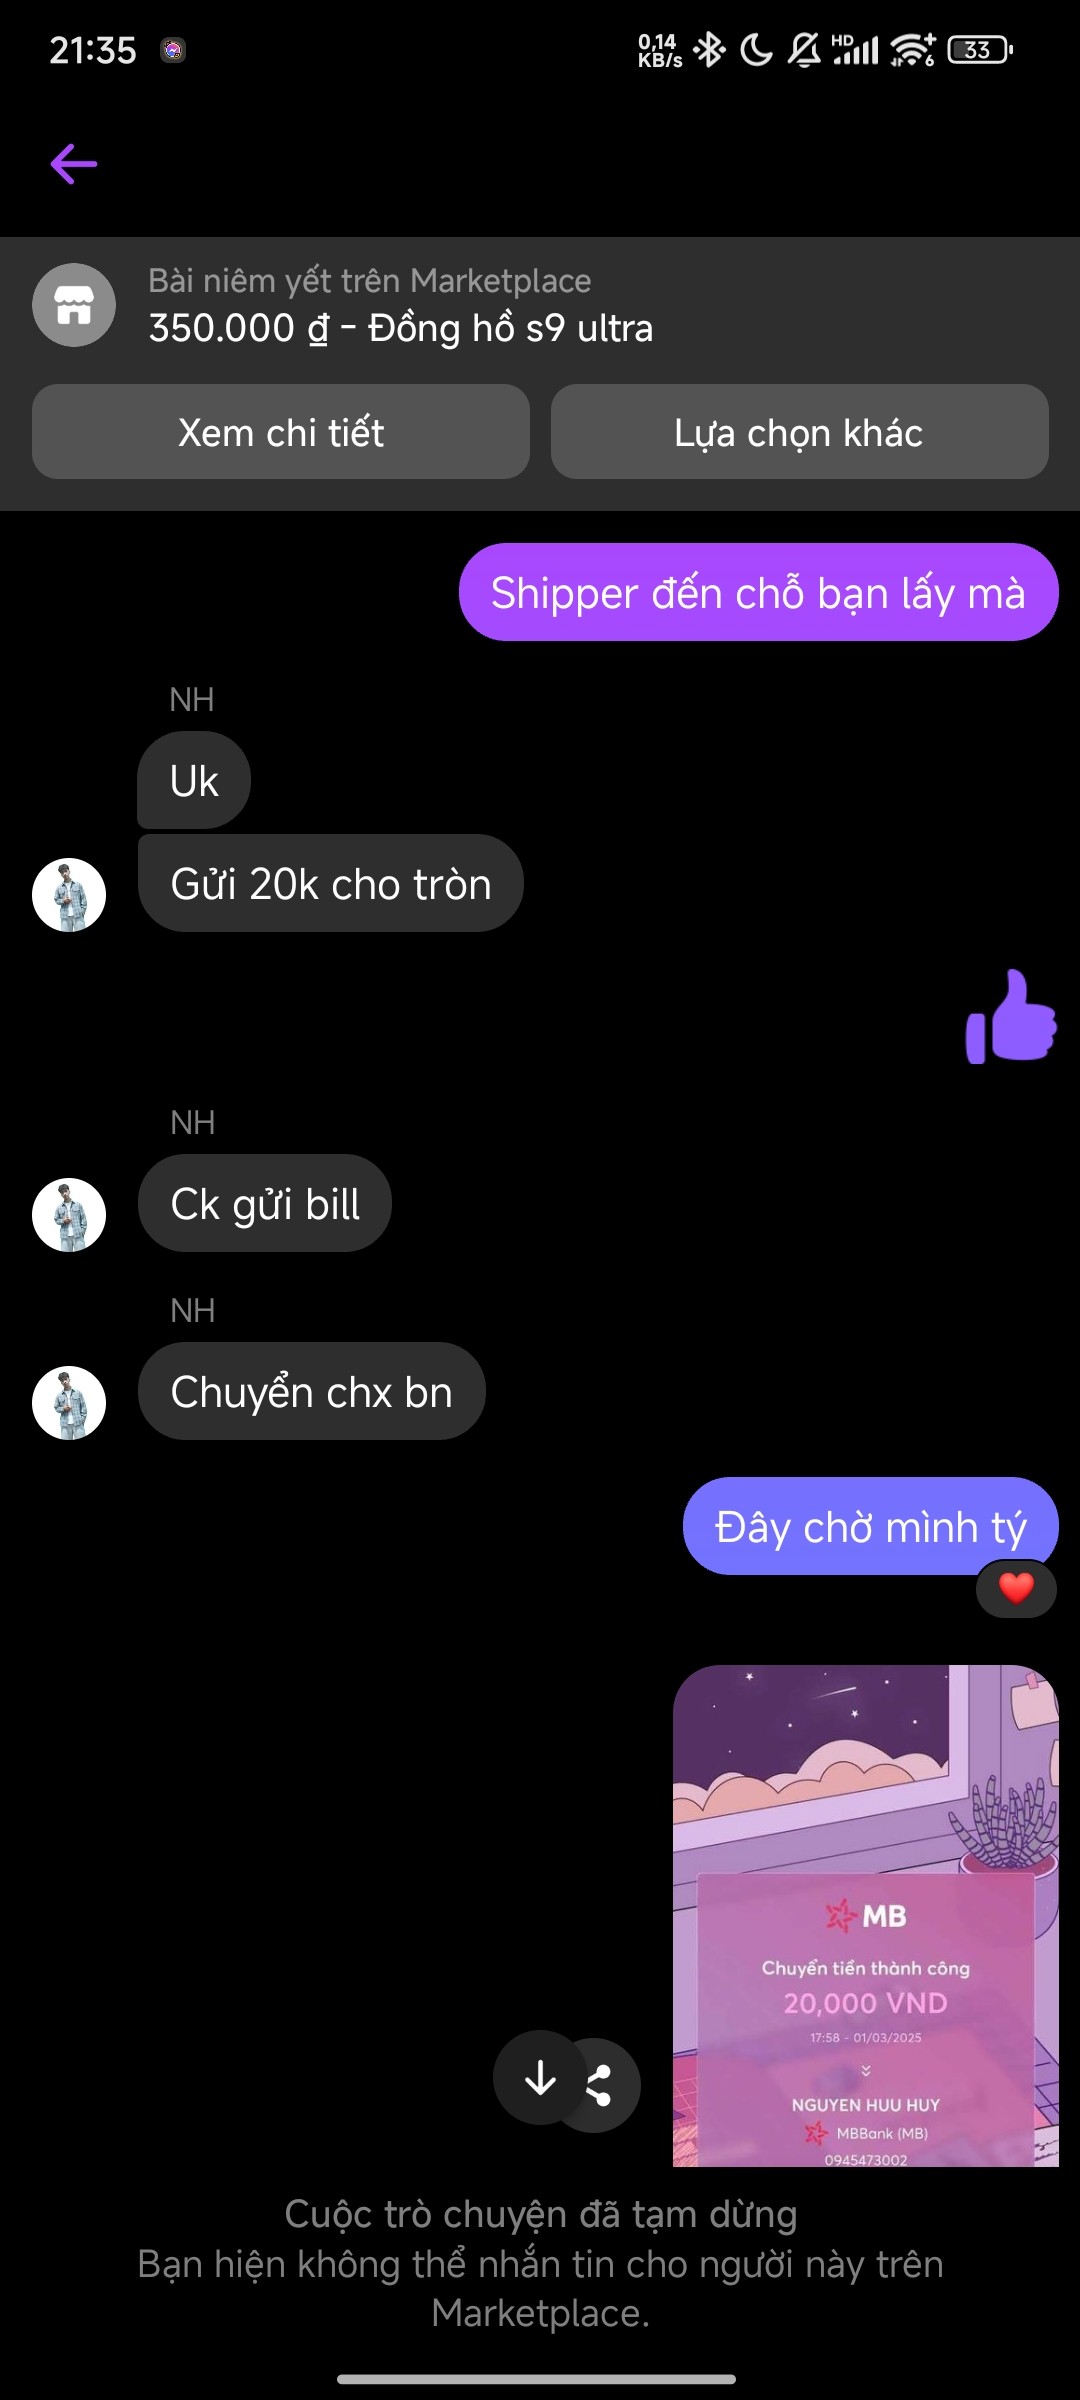 21:35
0,14
KB/s
HD
6
33
Bài niêm yết trên Marketplace
350.000 ₫ - Đồng hồ s9 ultra
Xem chi tiết
Lựa chọn khác
Shipper đến chỗ bạn lấy mà
NH
Uk
Gửi 20k cho tròn
NH
Ck gửi bill
NH
Chuyển chx bn
Đây chờ mình tý
MB
Chuyển tiền thành công
20,000 VND
17:58 - 01/03/2025
NGUYEN HUU HUY
MBBank (MB)
0945473002
Cuộc trò chuyện đã tạm dừng
Bạn hiện không thể nhắn tin cho người này trên
Marketplace.